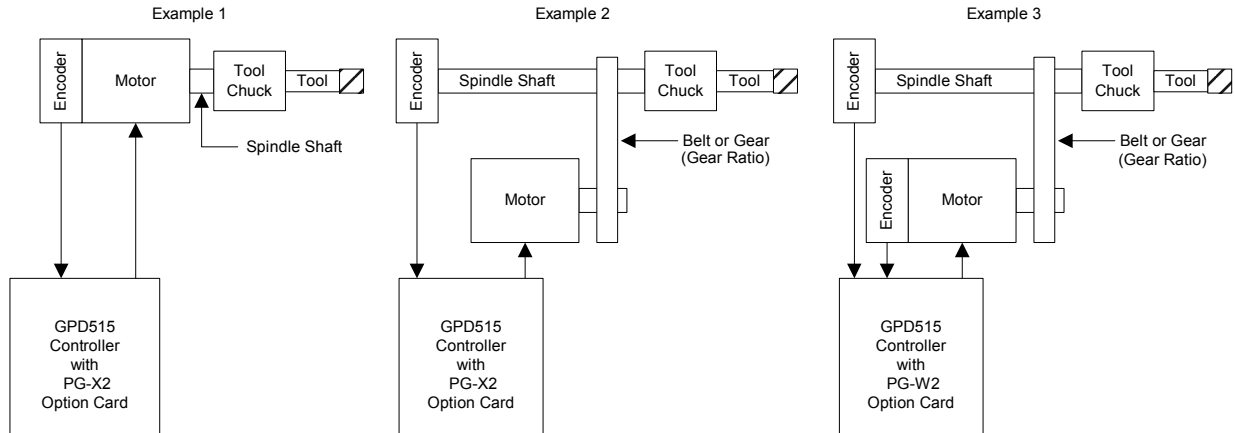 Example 1
Encoder
Motor
Tool
Chuck
Tool
Spindle Shaft
GPD515
Controller
with
PG-X2
Option Card
Example 2
Encoder
Spindle Shaft
Tool
Chuck
Tool
Belt or Gear
(Gear Ratio)
Motor
GPD515
Controller
with
PG-X2
Option Card
Example 3
Encoder
Spindle Shaft
Tool
Chuck
Tool
Belt or Gear
(Gear Ratio)
Encoder
Motor
GPD515
Controller
with
PG-W2
Option Card